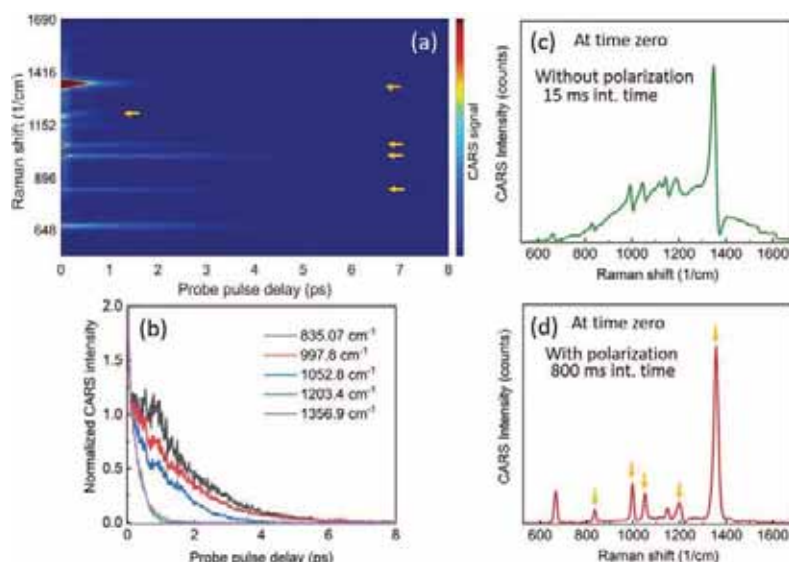 (a)
Raman shift (1/cm)
1690
1416
1152
896
648
0 1 2 3 4 5 6 7 8
Probe pulse delay (ps)
CARS signal
(b)
Normalized CARS intensity
2.0
1.5
1.0
0.5
0.0
835.07 cm⁻¹
997.8 cm⁻¹
1052.8 cm⁻¹
1203.4 cm⁻¹
1356.9 cm⁻¹
0 2 4 6 8
Probe pulse delay (ps)
(c)
At time zero
Without polarization
15 ms int. time
CARS Intensity (counts)
600 800 1000 1200 1400 1600
Raman shift (1/cm)
(d)
At time zero
With polarization
800 ms int. time
CARS Intensity (counts)
600 800 1000 1200 1400 1600
Raman shift (1/cm)